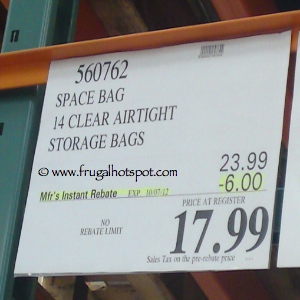 560762
SPACE BAG
14 CLEAR AIRTIGHT
STORAGE BAGS
www.frugalhotspot.com
23.99
Mfr's Instant Rebate EXP. 10/07/12 -6.00
PRICE AT REGISTER
NO
REBATE LIMIT
17.99
Sales Tax on the pre-rebate price